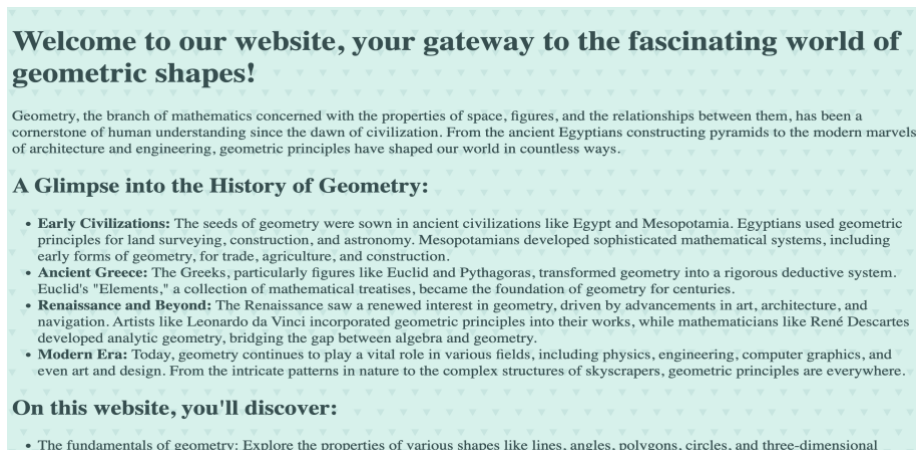 Welcome to our website, your gateway to the fascinating world of
geometric shapes!
Geometry, the branch of mathematics concerned with the properties of space, figures, and the relationships between them, has been a
cornerstone of human understanding since the dawn of civilization. From the ancient Egyptians constructing pyramids to the modern marvels
of architecture and engineering, geometric principles have shaped our world in countless ways.
A Glimpse into the History of Geometry:
• Early Civilizations: The seeds of geometry were sown in ancient civilizations like Egypt and Mesopotamia. Egyptians used geometric
principles for land surveying, construction, and astronomy. Mesopotamians developed sophisticated mathematical systems, including
early forms of geometry, for trade, agriculture, and construction.
• Ancient Greece: The Greeks, particularly figures like Euclid and Pythagoras, transformed geometry into a rigorous deductive system.
Euclid's "Elements," a collection of mathematical treatises, became the foundation of geometry for centuries.
• Renaissance and Beyond: The Renaissance saw a renewed interest in geometry, driven by advancements in art, architecture, and
navigation. Artists like Leonardo da Vinci incorporated geometric principles into their works, while mathematicians like René Descartes
developed analytic geometry, bridging the gap between algebra and geometry.
• Modern Era: Today, geometry continues to play a vital role in various fields, including physics, engineering, computer graphics, and
even art and design. From the intricate patterns in nature to the complex structures of skyscrapers, geometric principles are everywhere.
On this website, you'll discover:
• The fundamentals of geometry: Explore the properties of various shapes like lines, angles, polygons, circles, and three-dimensional